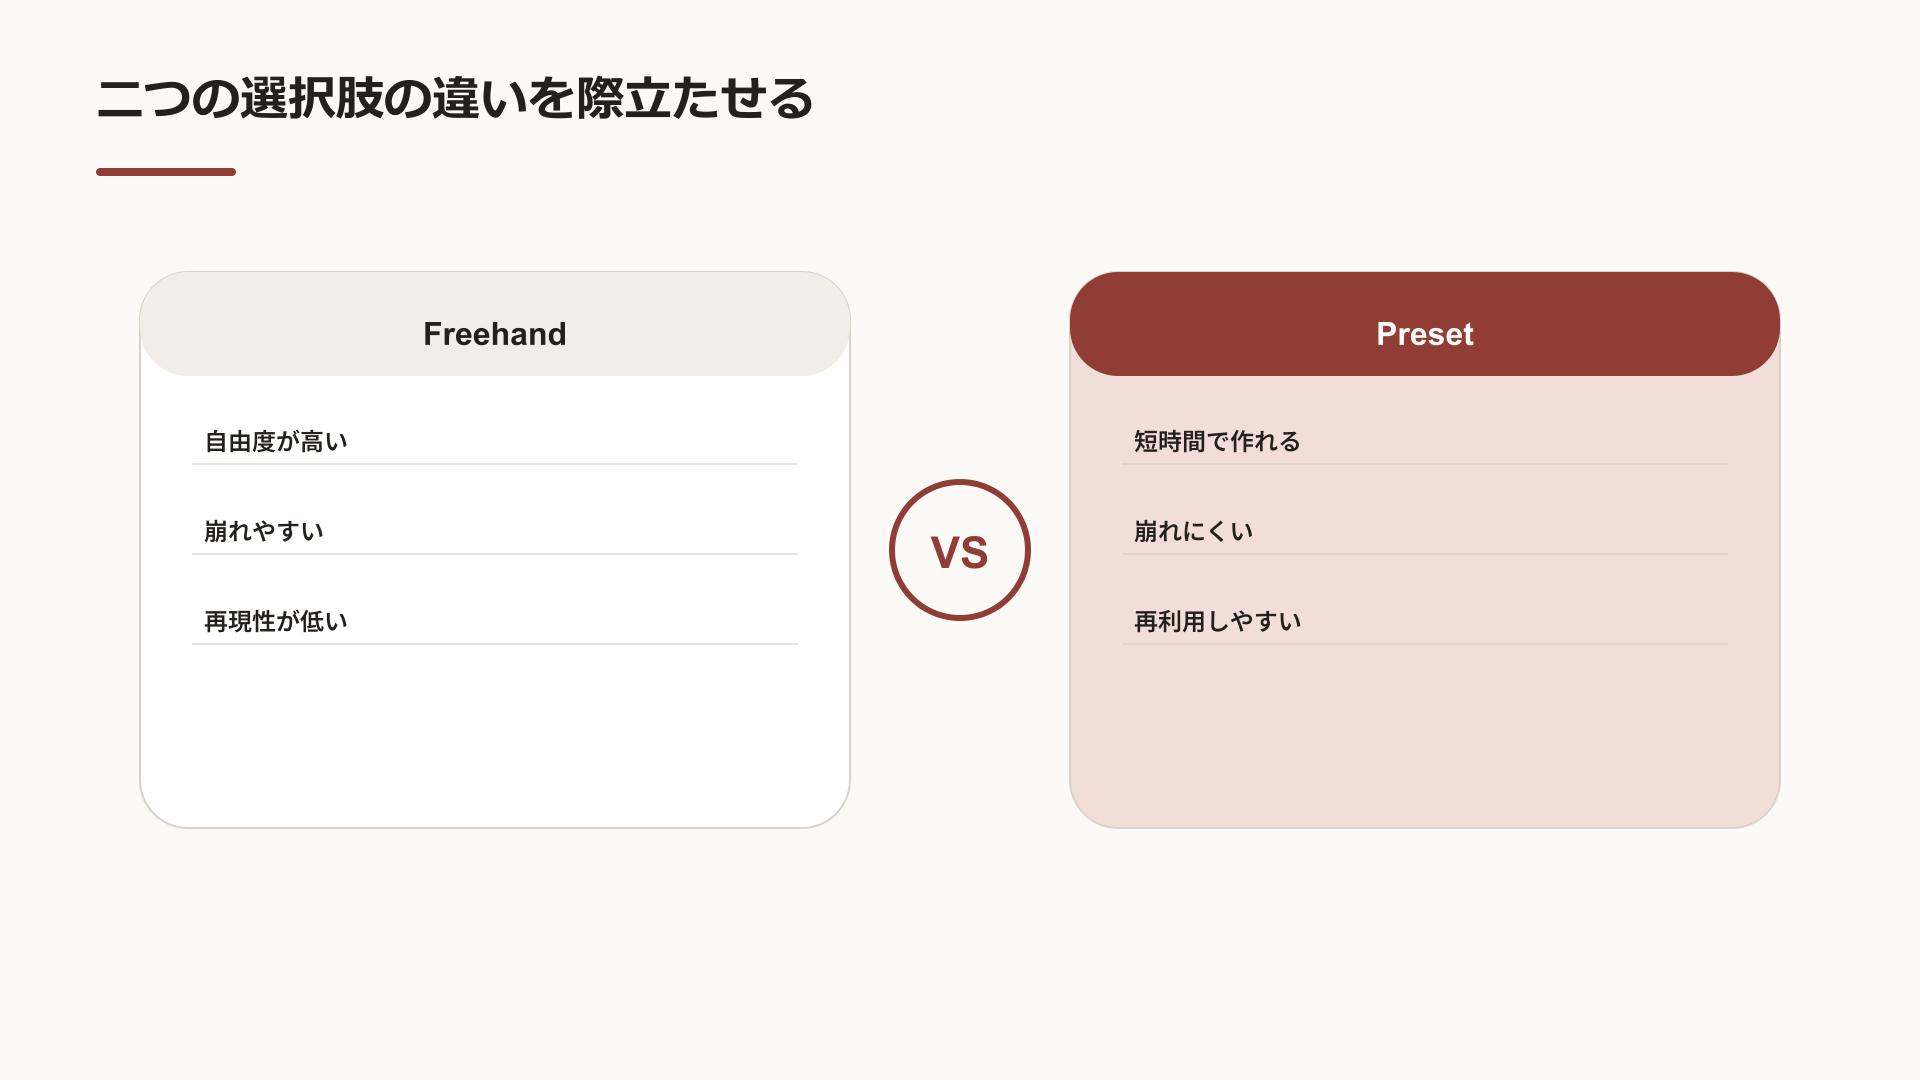 二つの選択肢の違いを際立たせる
Freehand
自由度が高い
崩れやすい
再現性が低い
VS
Preset
短時間で作れる
崩れにくい
再利用しやすい